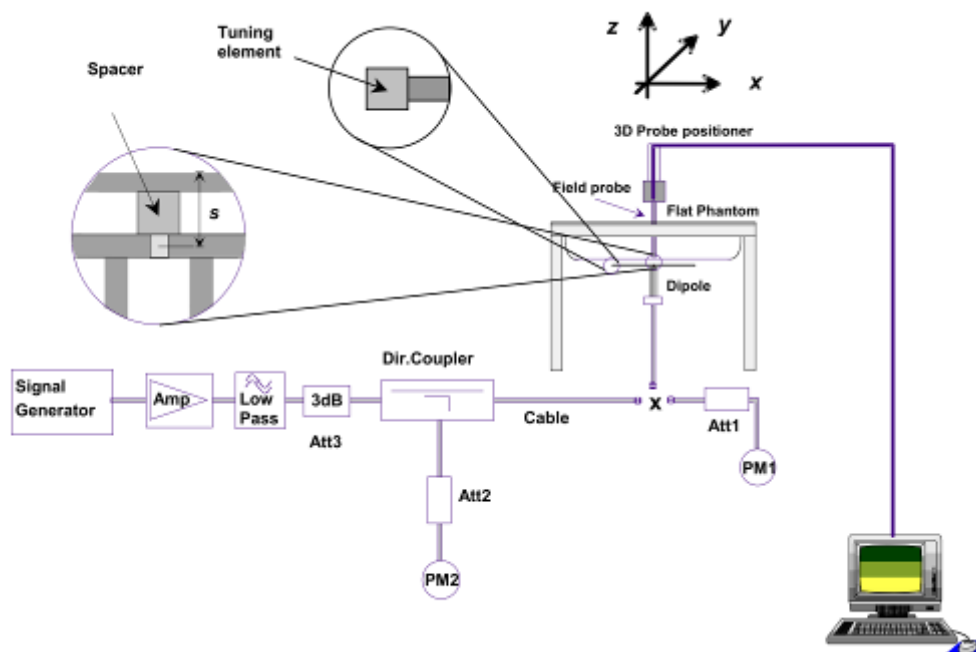 Tuning
element
z
y
x
Spacer
3D Probe positioner
Field probe
Flat Phantom
s
Dipole
Dir.Coupler
Signal
Generator
Amp
Low
Pass
3dB
Att3
Cable
x
Att1
PM1
Att2
PM2